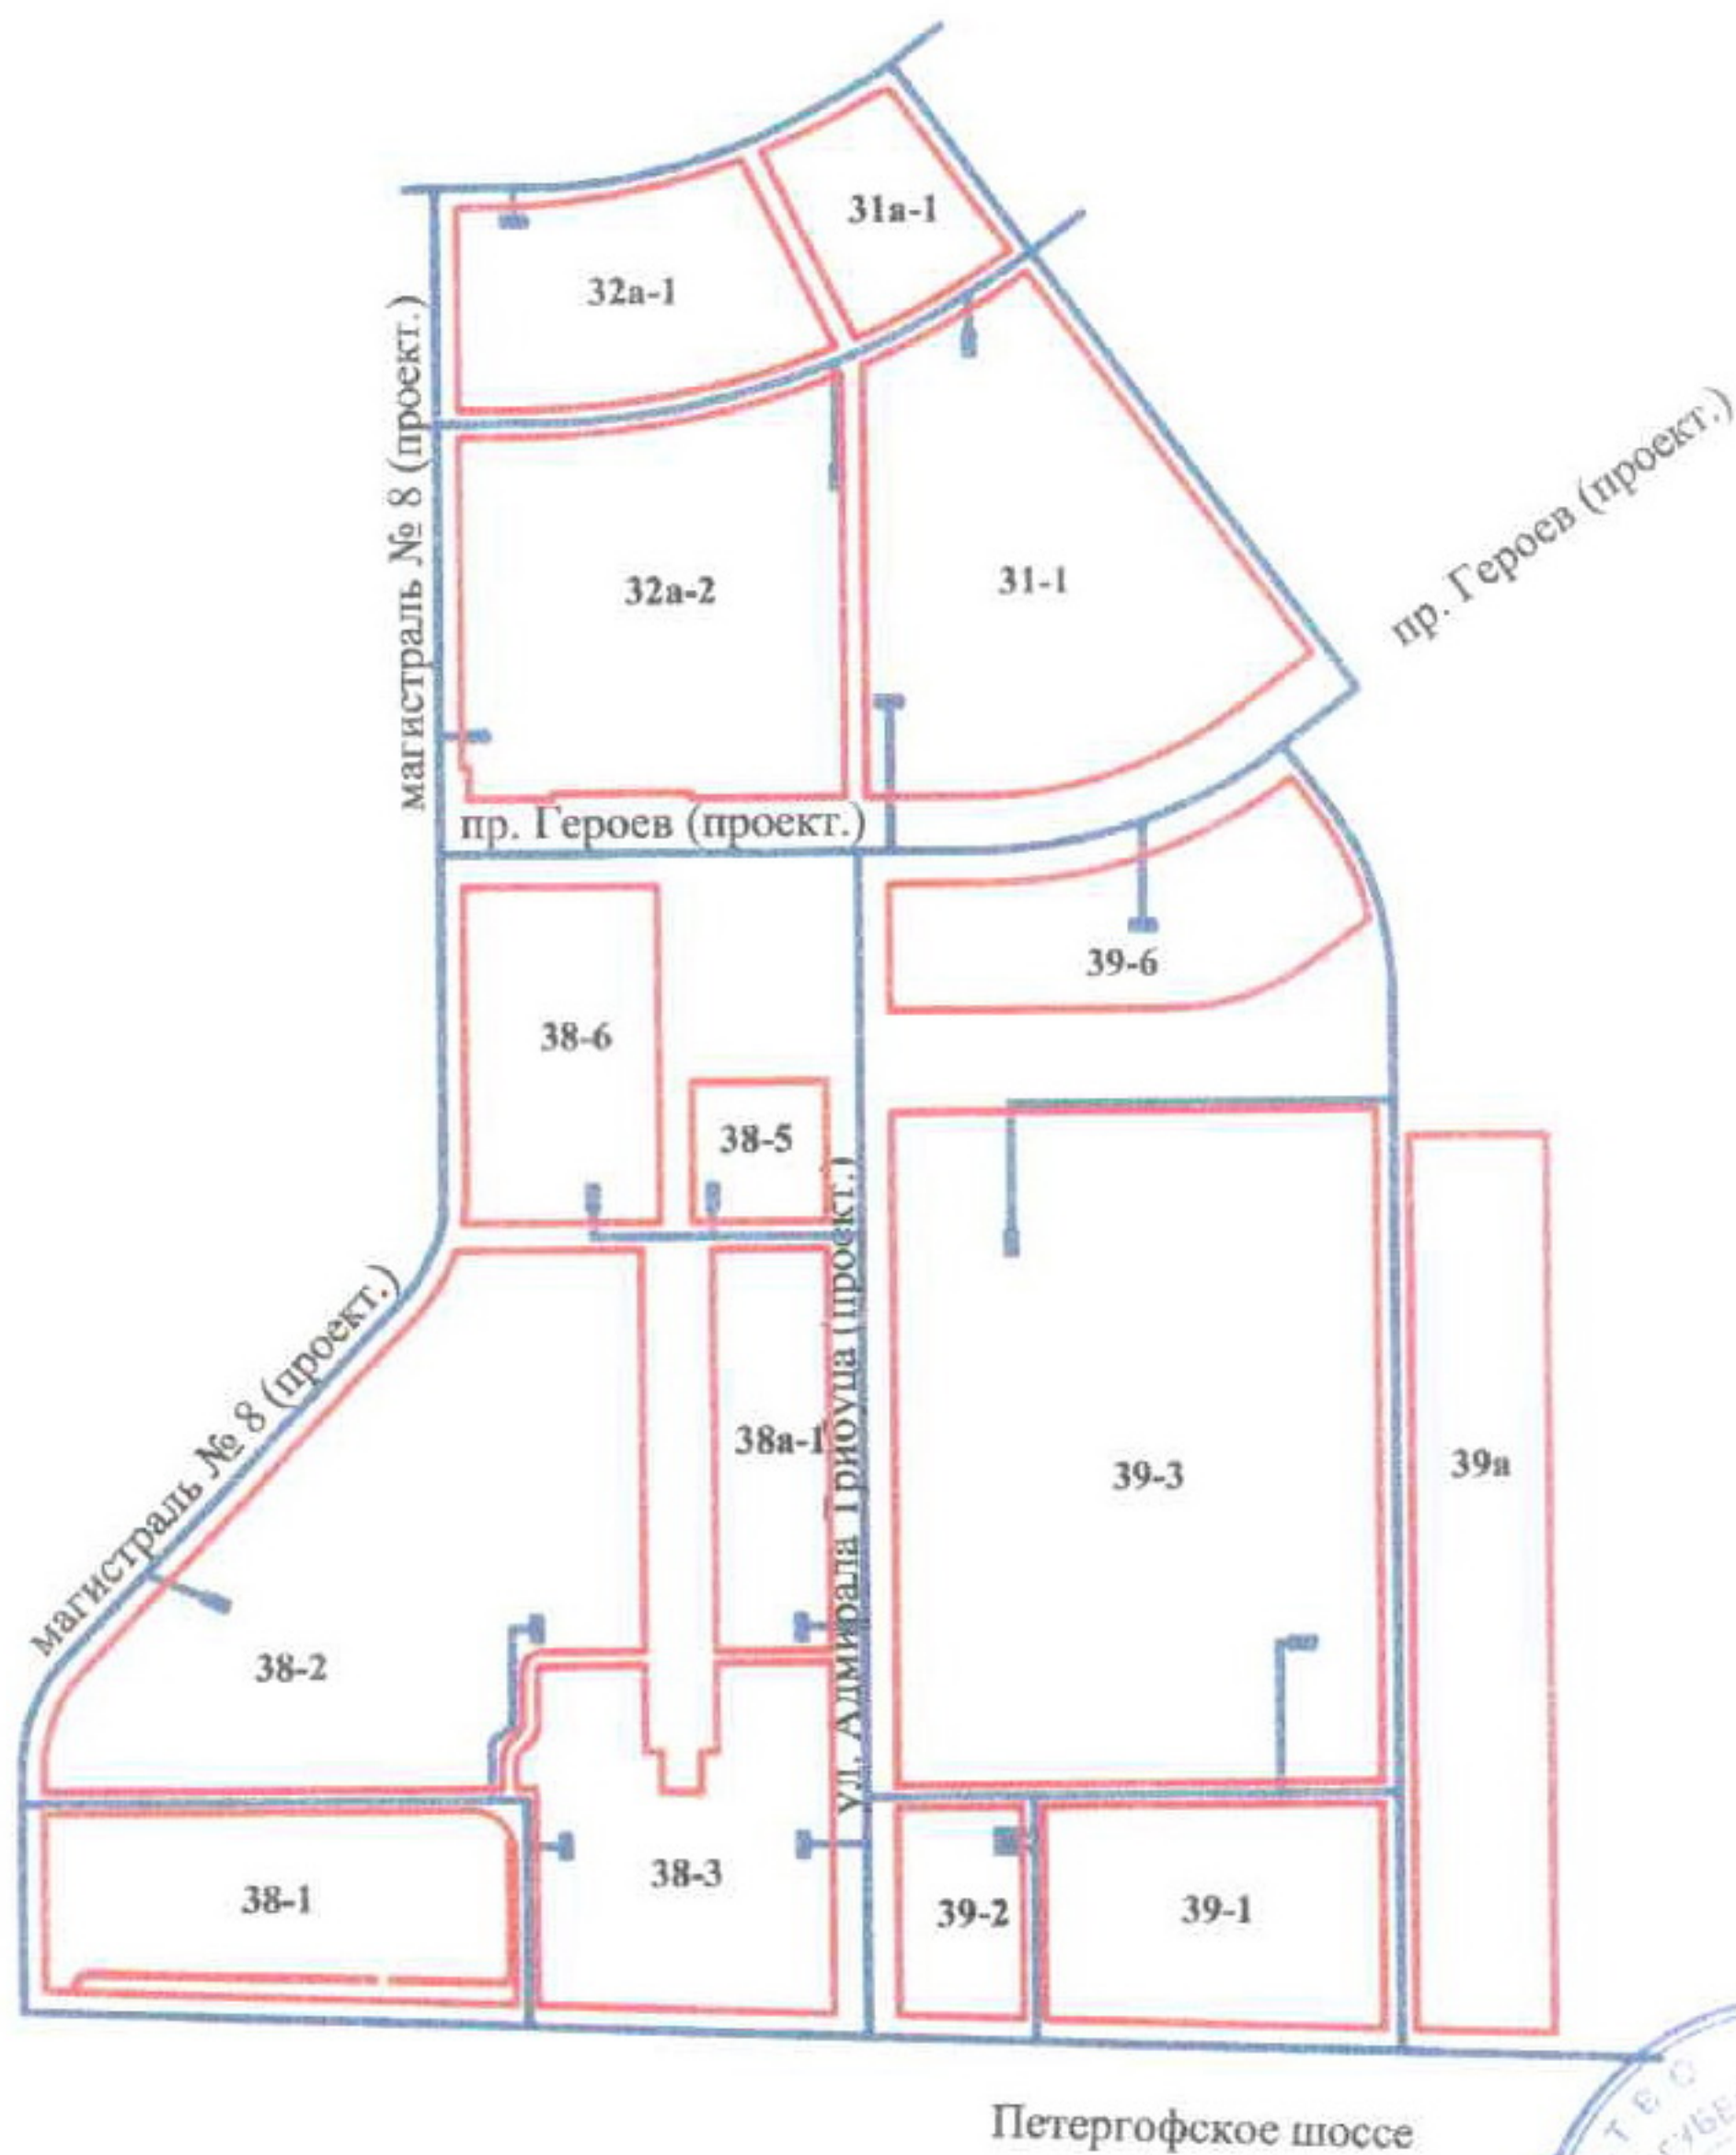 31а-1
32а-1
магистраль № 8 (проект.)
пр. Героев (проект.)
32а-2
31-1
пр. Героев (проект.)
39-6
38-6
38-5
магистраль № 8 (проект.)
38а-1
ул. Адмирала Трибуца (проект.)
39-3
39а
38-2
38-3
38-1
39-2
39-1
Петергофское шоссе